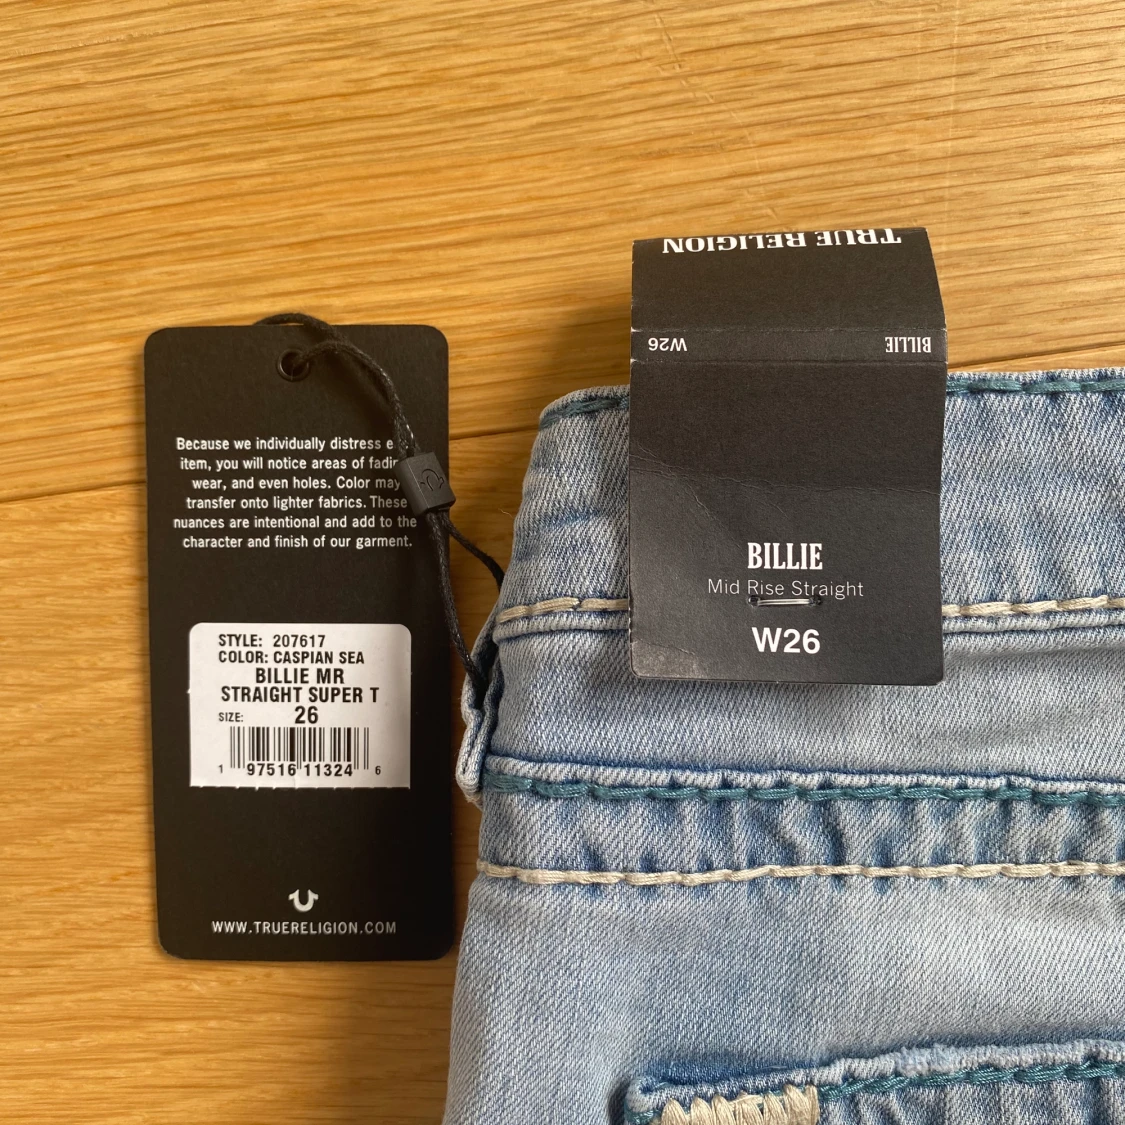 Because we individually distress e
item, you will notice areas of fadin
wear, and even holes. Color may
transfer onto lighter fabrics. These
nuances are intentional and add to the
character and finish of our garment.
STYLE: 207617
COLOR: CASPIAN SEA
BILLIE MR
STRAIGHT SUPER T
SIZE: 26
1 97516 11324 6
WWW.TRUERELIGION.COM
TRUE RELIGION
W26 BILLIE
BILLIE
Mid Rise Straight
W26